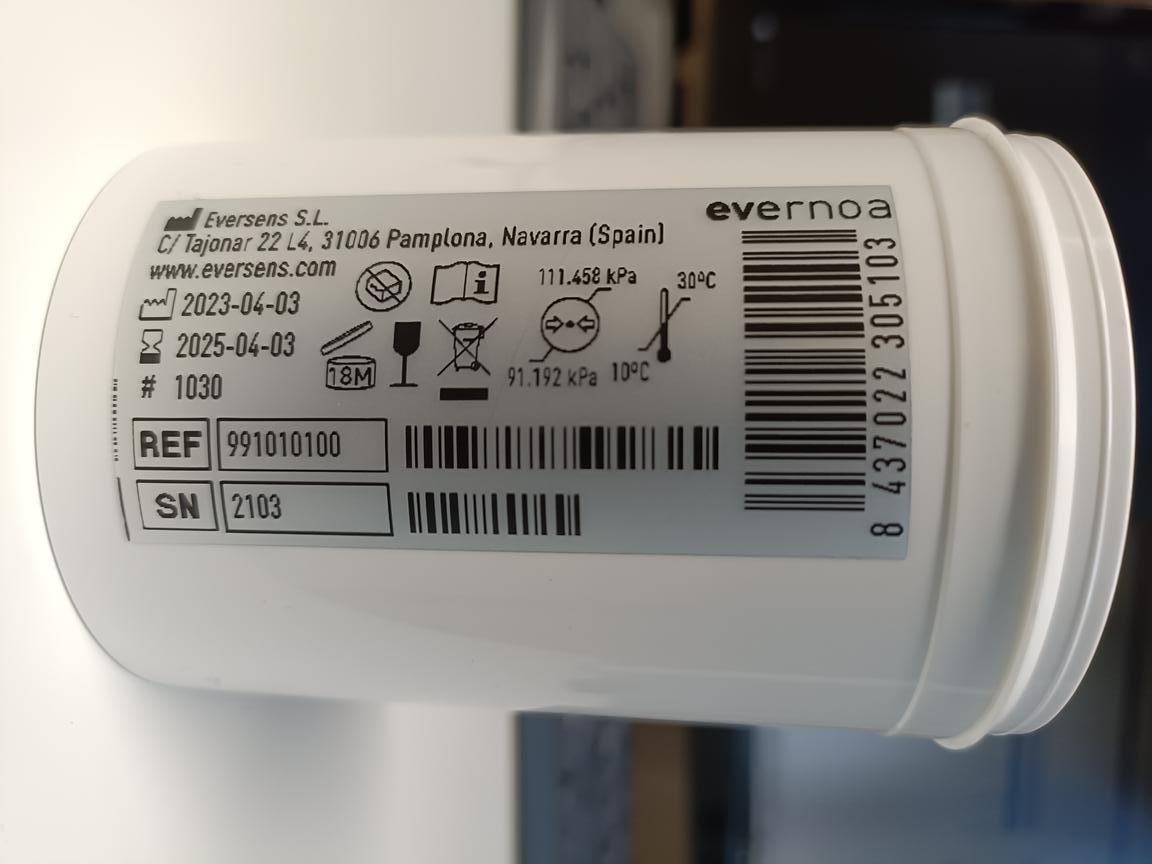 Eversens S.L.
C/ Tajonar 22 L4, 31006 Pamplona, Navarra (Spain)
www.eversens.com
2023-04-03
2025-04-03
# 1030
18M
111.458 kPa
91.192 kPa
30ºC
10ºC
REF 991010100
SN 2103
evernoa
8 437022 305103